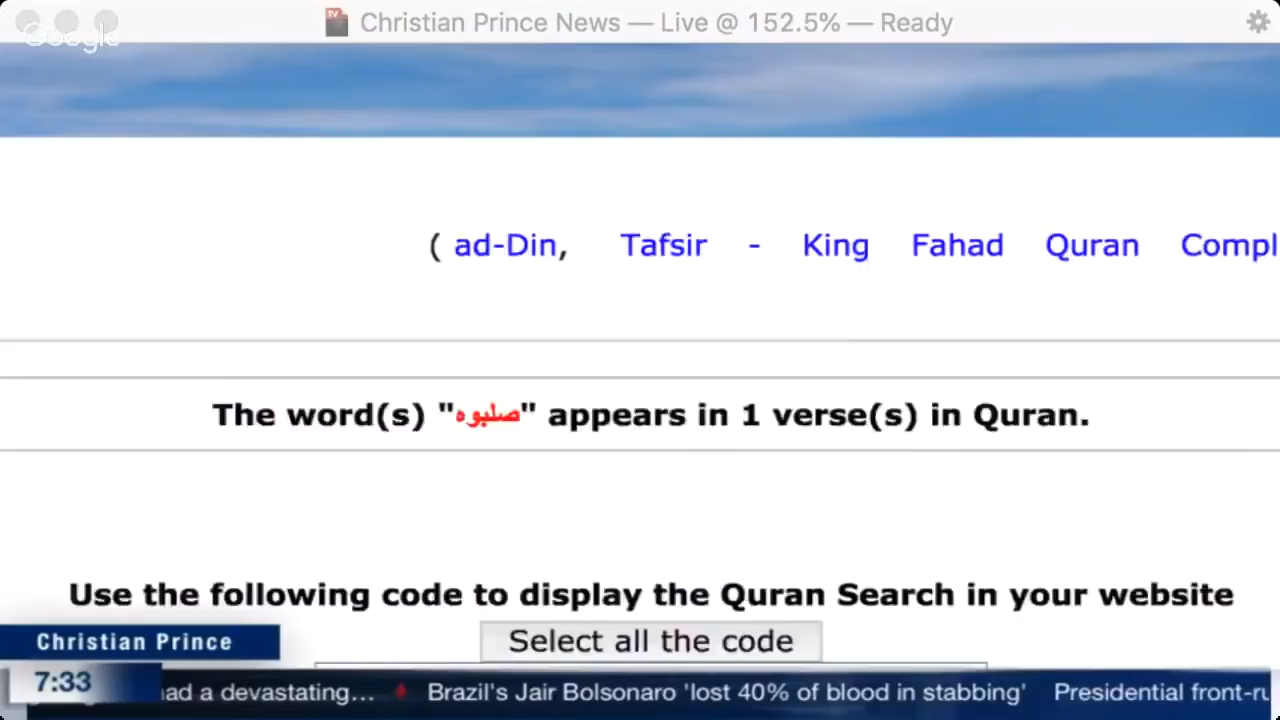 Christian Prince News — Live @ 152.5% — Ready
Google
( ad-Din, Tafsir - King Fahad Quran Compl
The word(s) "صلبوه" appears in 1 verse(s) in Quran.
Use the following code to display the Quran Search in your website
Select all the code
Christian Prince
7:33
had a devastating... ♦ Brazil's Jair Bolsonaro 'lost 40% of blood in stabbing' Presidential front-ru